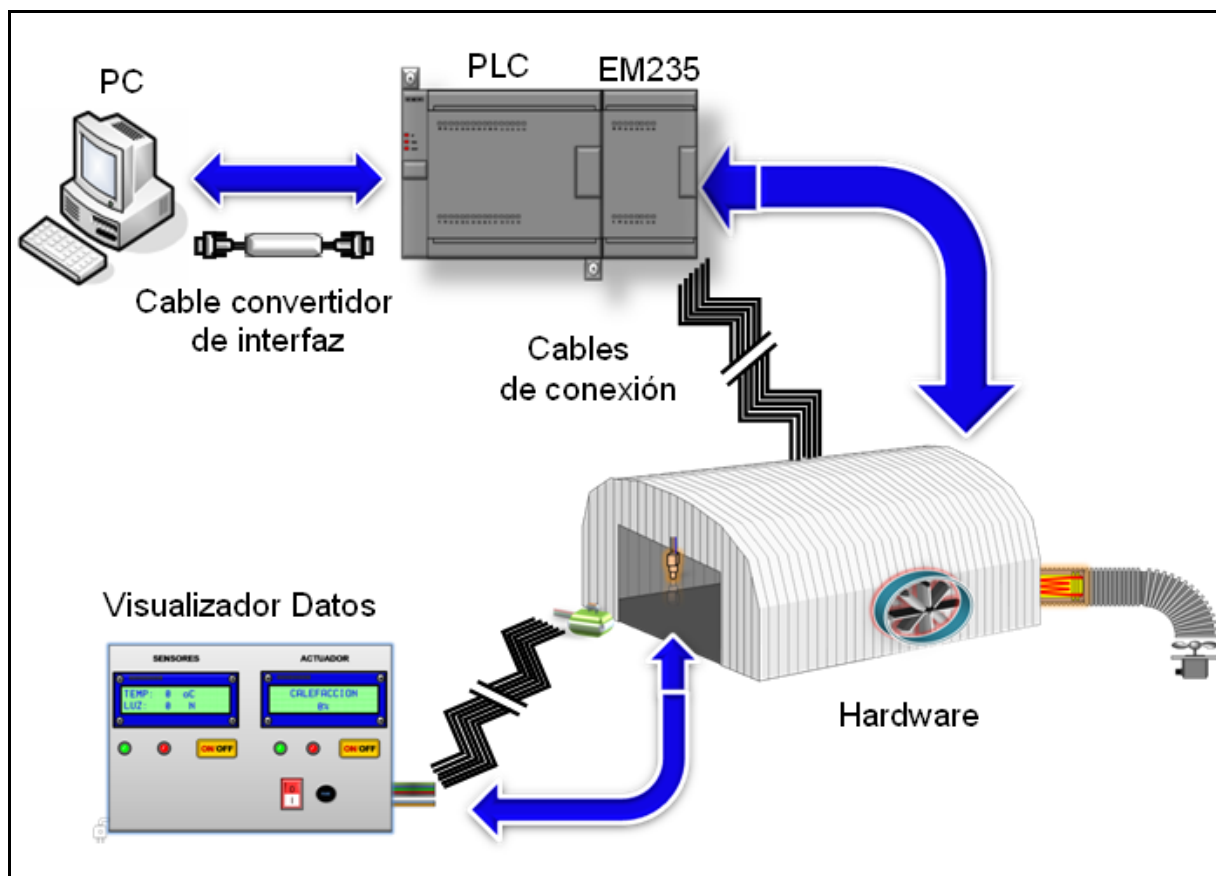 PC
PLC
EM235
SIEMENS
Cable convertidor
de interfaz
Cables
de conexión
Visualizador Datos
SENSORES
ACTUADOR
TEMP: 0 oC
LUZ: 0 N
CALEFACCION
0%
ON OFF
ON OFF
Hardware